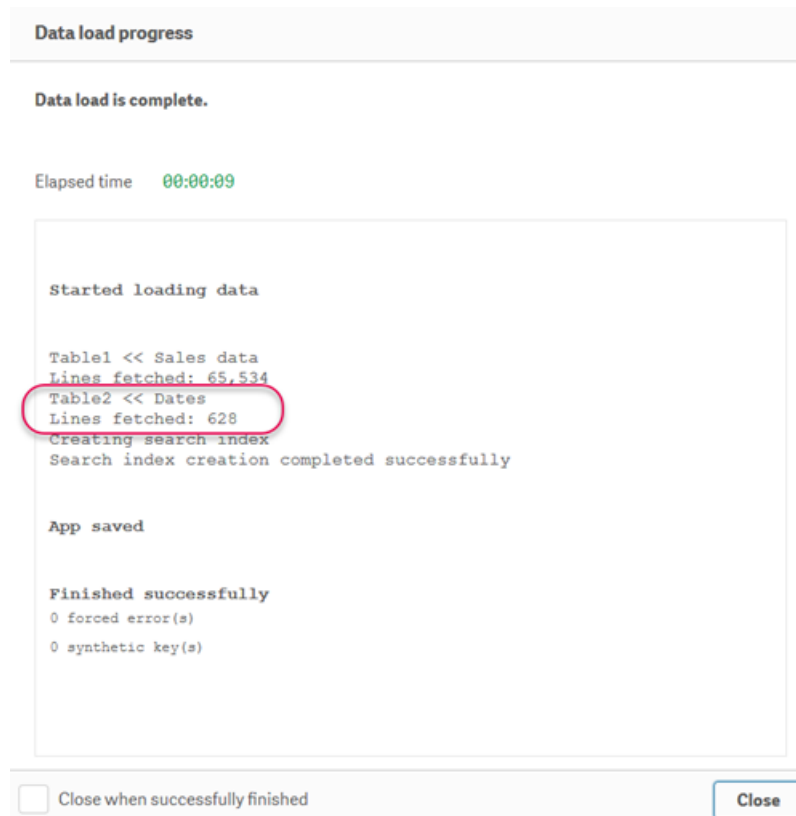 Data load progress
Data load is complete.
Elapsed time 00:00:09
Started loading data
Table1 << Sales data
Lines fetched: 65,534
Table2 << Dates
Lines fetched: 628
Creating search index
Search index creation completed successfully
App saved
Finished successfully
0 forced error(s)
0 synthetic key(s)
Close when successfully finished
Close